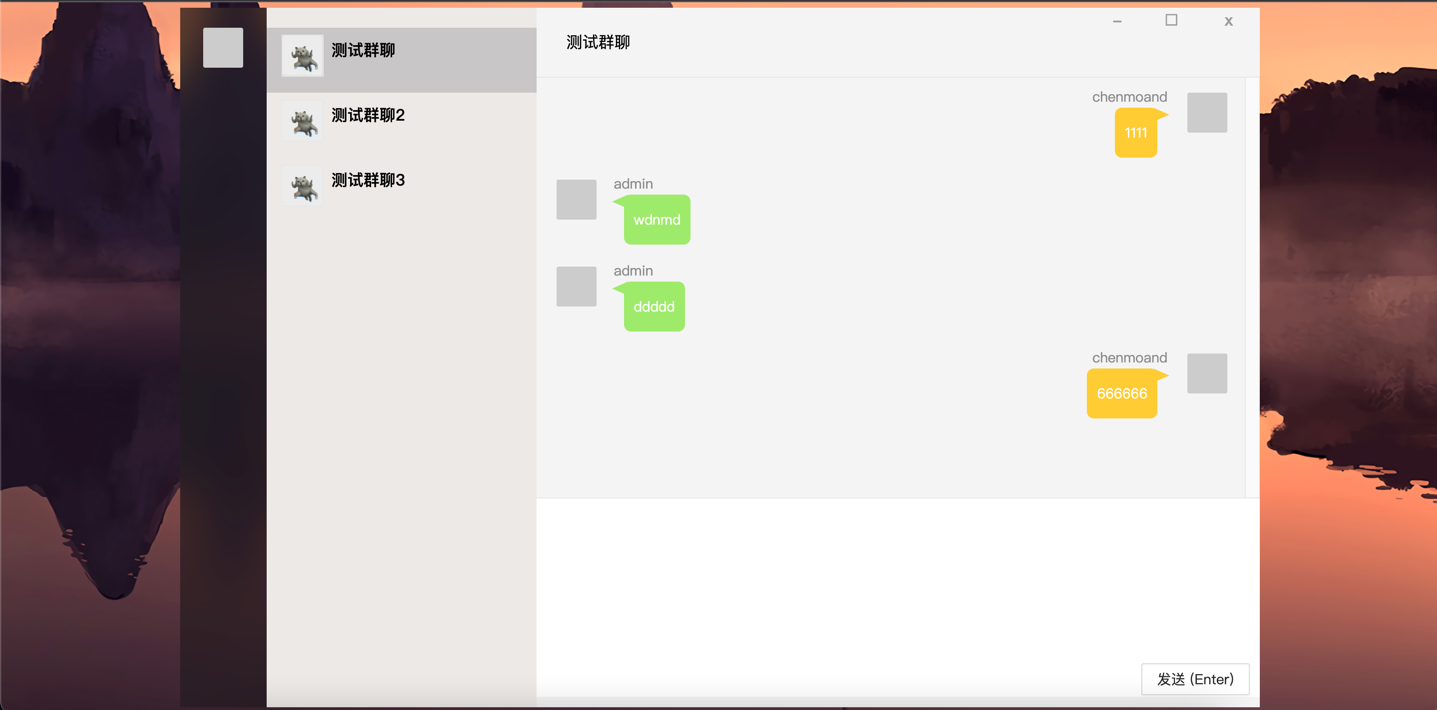 测试群聊
测试群聊2
测试群聊3
测试群聊
chenmoand
1111
admin
wdnmd
admin
ddddd
chenmoand
666666
发送 (Enter)